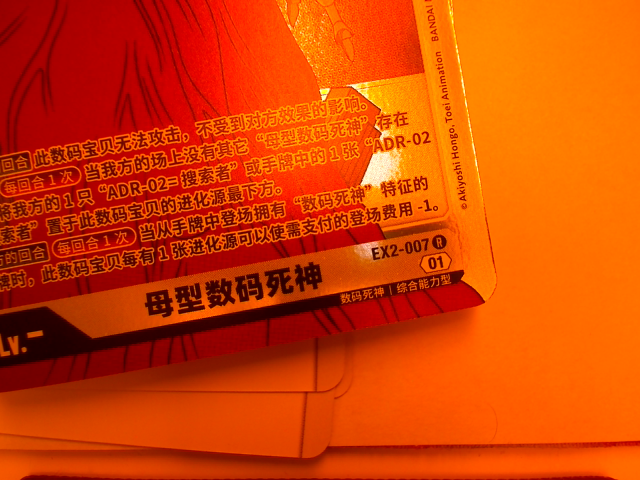 回合 此数码宝贝无法攻击，不受到对方效果的影响。
每回合1次 当我方的场上没有其它“母型数码死神”存在
将我方的1只“ADR-02=搜索者”或手牌中的1张“ADR-02
索者”置于此数码宝贝的进化源最下方。
方的回合 每回合1次 当从手牌中登场拥有“数码死神”特征的
牌时，此数码宝贝每有1张进化源可以使需支付的登场费用 -1。
EX2-007 R
01
母型数码死神
数码死神 | 综合能力型
Lv.–
©Akiyoshi Hongo, Toei Animation BANDAI